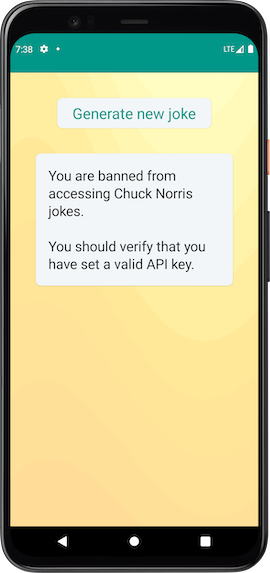 7:38
LTE
Generate new joke
You are banned from
accessing Chuck Norris
jokes.
You should verify that you
have set a valid API key.